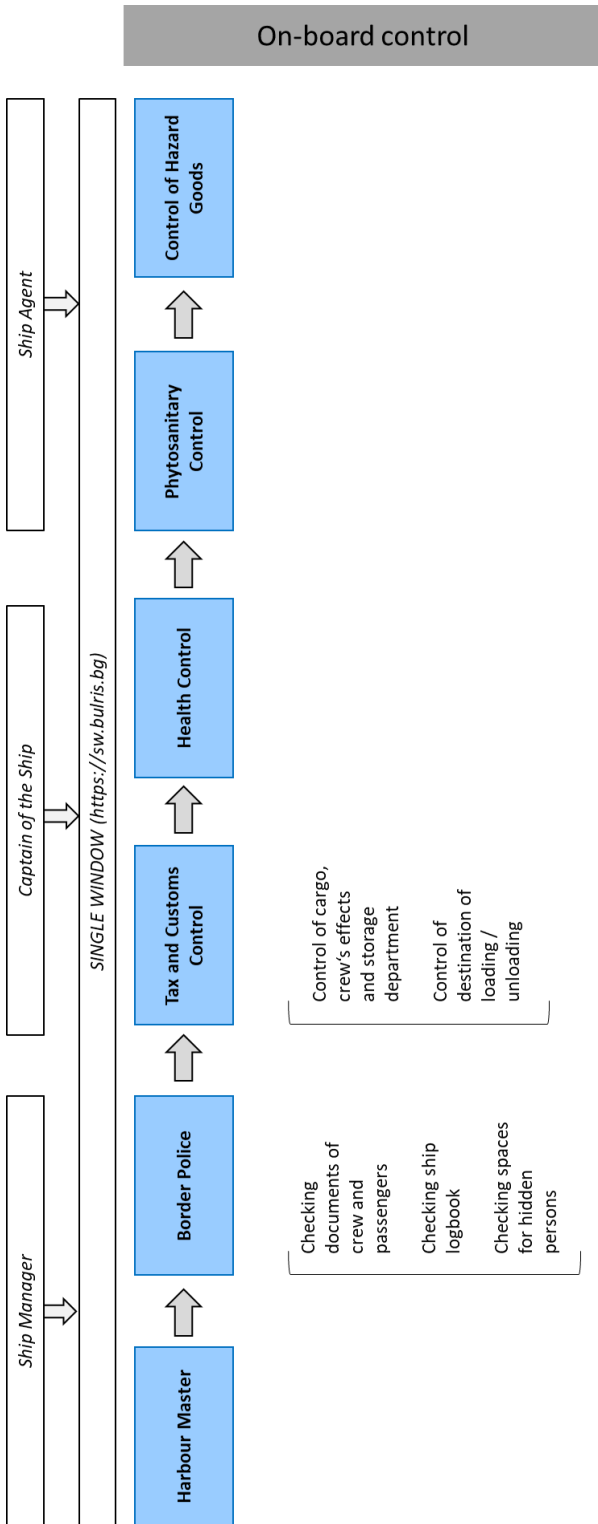 On-board control
Ship Manager
Captain of the Ship
Ship Agent
SINGLE WINDOW (https://sw.bulris.bg)
Harbour Master
Border Police
Tax and Customs
Control
Health Control
Phytosanitary
Control
Control of Hazard
Goods
Checking
documents of
crew and
passengers
Checking ship
logbook
Checking spaces
for hidden
persons
Control of cargo,
crew's effects
and storage
department
Control of
destination of
loading /
unloading